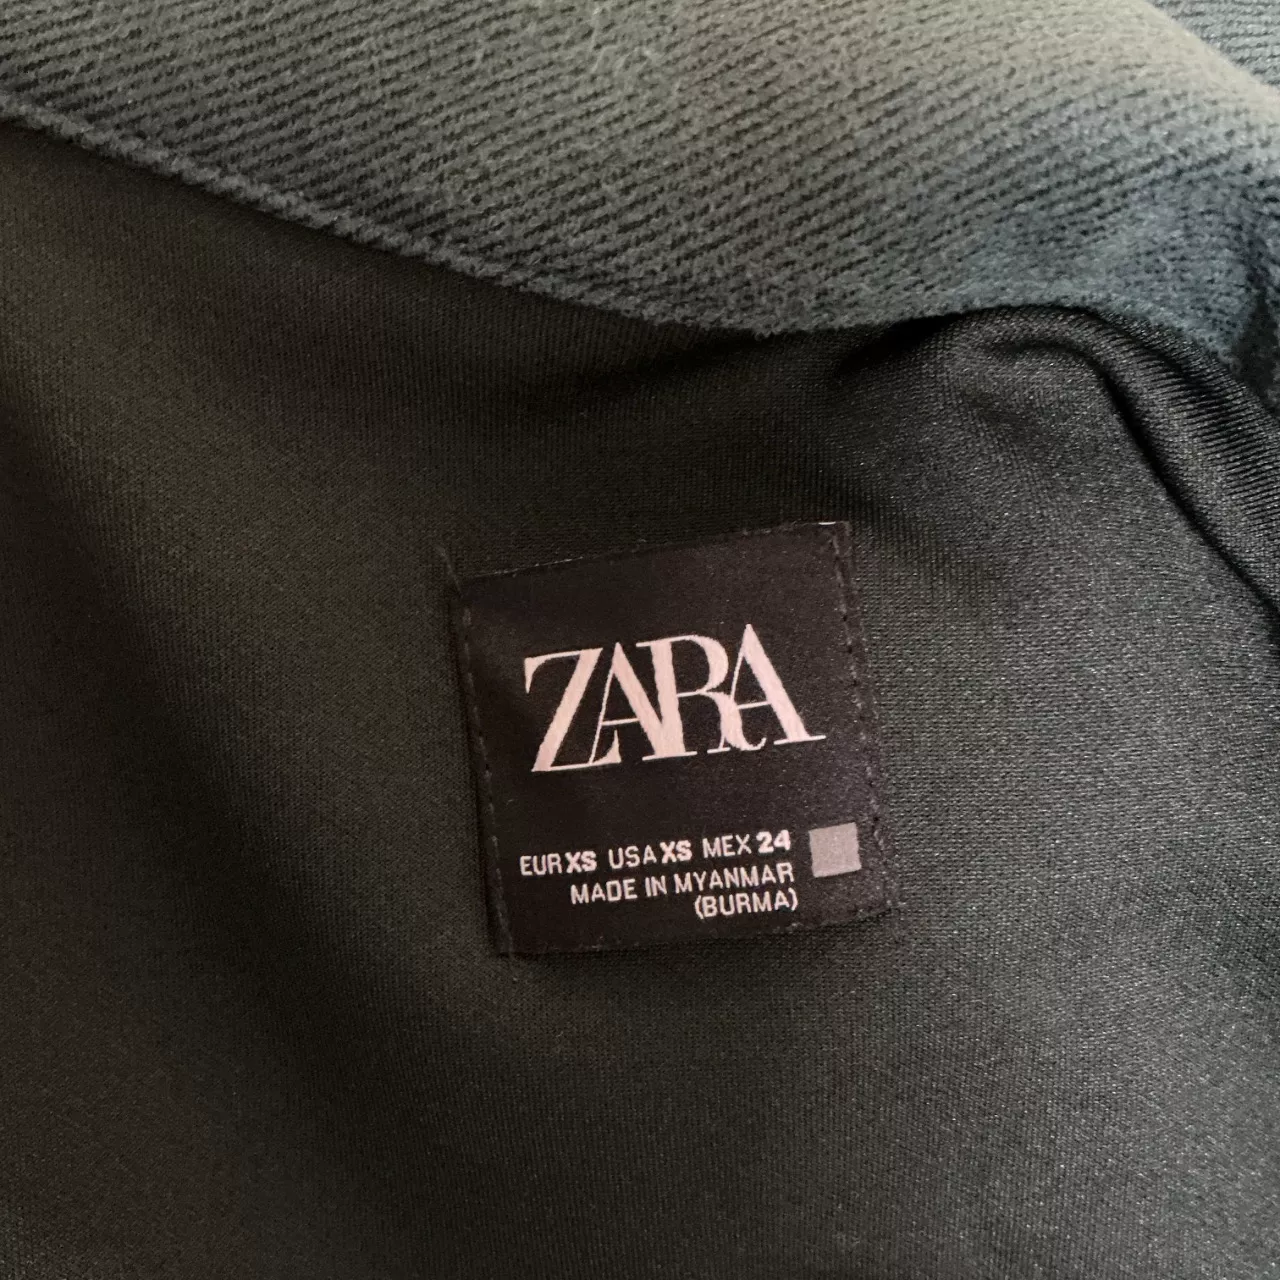 ZARA
EUR XS USA XS MEX 24
MADE IN MYANMAR
(BURMA)